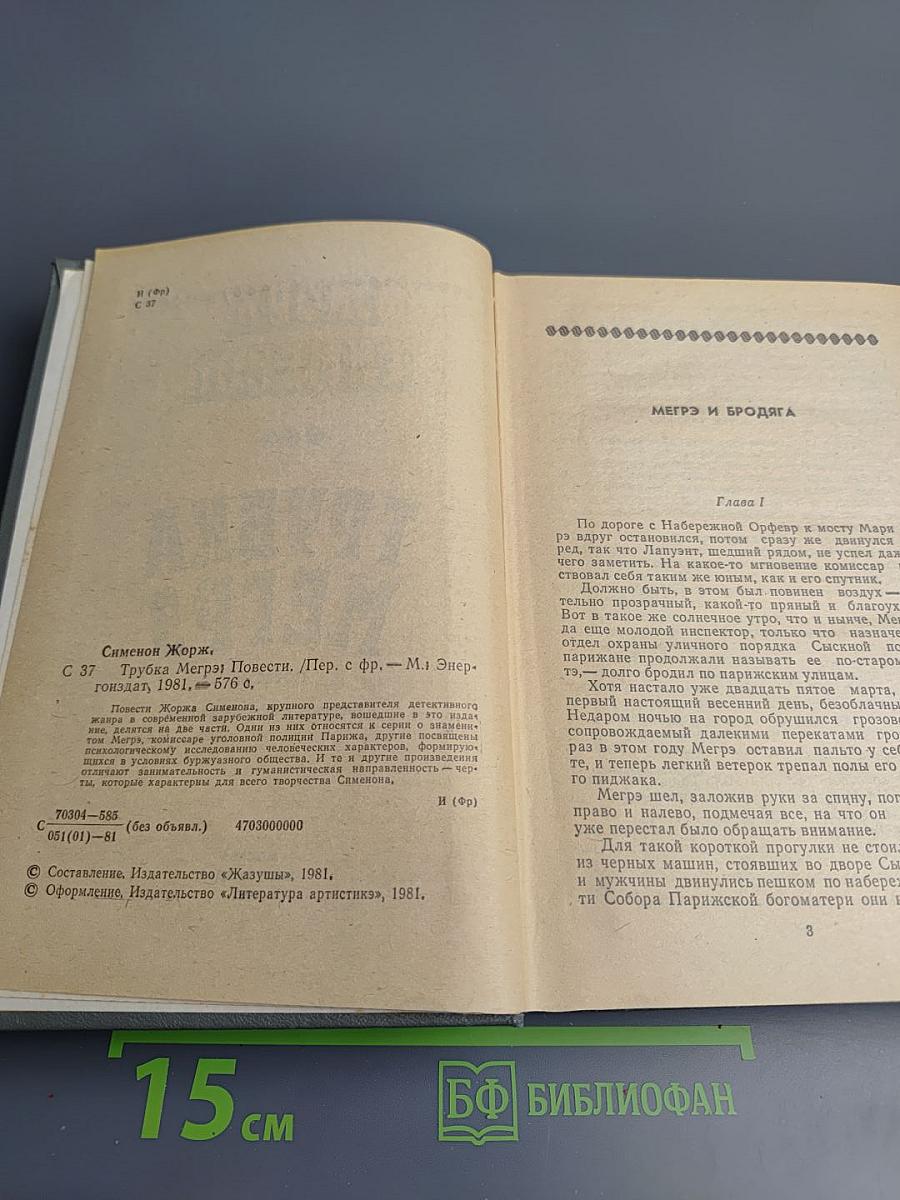 И (Фр)
С 37
Сименон Жорж.
С 37 Трубка Мегрэ: Повести. /Пер. с фр. — М.: Энер-
гоиздат, 1981. — 576 с.
Повести Жоржа Сименона, крупного представителя детективного
жанра в современной зарубежной литературе, вошедшие в это изда-
ние, делятся на две части. Одни из них относятся к серии о знамени-
том Мегрэ, комиссаре уголовной полиции Парижа, другие посвящены
психологическому исследованию человеческих характеров, формирую-
щихся в условиях буржуазного общества. И те и другие произведения
отличают занимательность и гуманистическая направленность — чер-
ты, которые характерны для всего творчества Сименона.
И (Фр)
С 70304—585
051(01)—81 (без объявл.) 4703000000
© Составление. Издательство «Жазушы», 1981.
© Оформление. Издательство «Литература артистикэ», 1981.
МЕГРЭ И БРОДЯГА
Глава I
По дороге с Набережной Орфевр к мосту Мари
рэ вдруг остановился, потом сразу же двинулся
ред, так что Лапуэнт, шедший рядом, не успел даж
чего заметить. На какое-то мгновение комиссар
ствовал себя таким же юным, как и его спутник.
Должно быть, в этом был повинен воздух —
тельно прозрачный, какой-то пряный и благоух
Вот в такое же солнечное утро, что и нынче, Мег
да еще молодой инспектор, только что назначе
отдел охраны уличного порядка Сыскной по
парижане продолжали называть ее по-старом
тэ,— долго бродил по парижским улицам.
Хотя настало уже двадцать пятое марта,
первый настоящий весенний день, безоблачны
Недаром ночью на город обрушился грозово
сопровождаемый далекими перекатами гро
раз в этом году Мегрэ оставил пальто у себ
те, и теперь легкий ветерок трепал полы его
го пиджака.
Мегрэ шел, заложив руки за спину, пог
право и налево, подмечая все, на что он
уже перестал было обращать внимание.
Для такой короткой прогулки не стоил
из черных машин, стоявших во дворе Сы
и мужчины двинулись пешком по набереж
ти Собора Парижской богоматери они
3
15 см
БФ БИБЛИОФАН